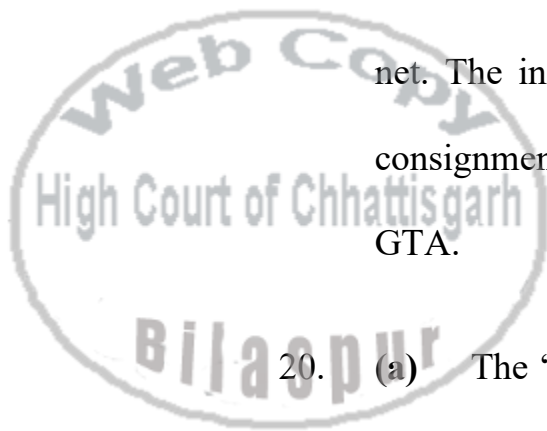 Web Copy
net. The in
consignmen
High Court of Chhattisgarh
GTA.
Bilaspur
20. (a) The ‘